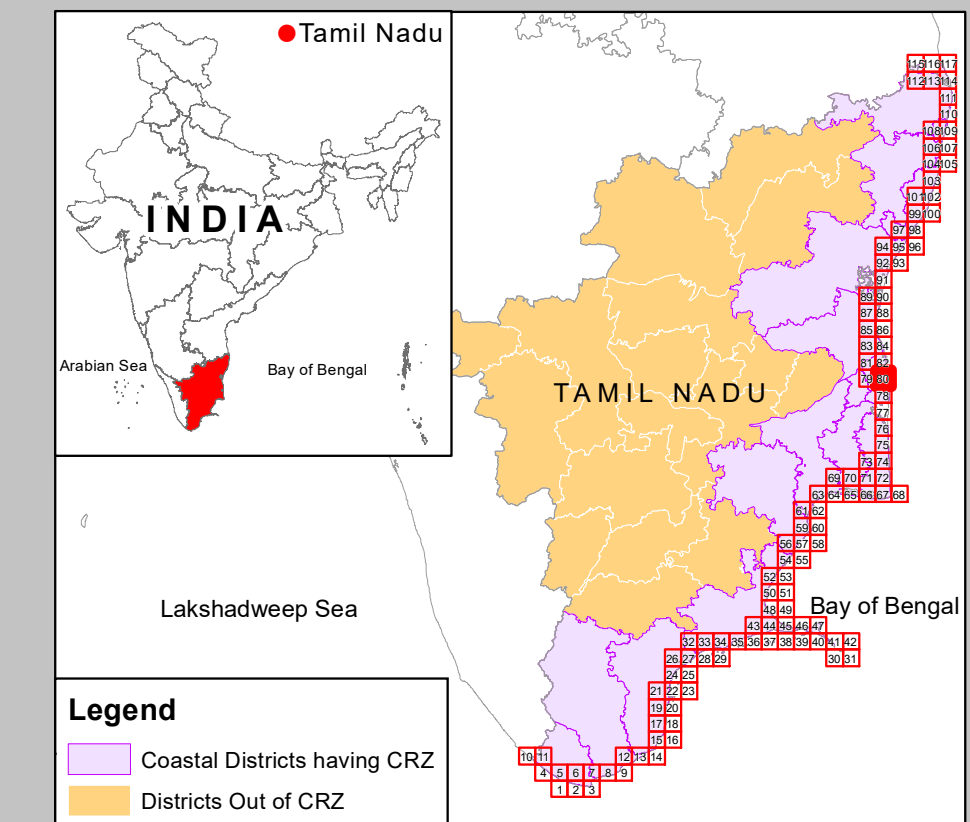 Tamil Nadu
INDIA
Arabian Sea
Bay of Bengal
115 116 117
112 113 114
111
110
108 109
106 107
104 105
103
101 102
99 100
97 98
94 95 96
92 93
91
89 90
87 88
85 86
83 84
81 82
79 80
TAMIL NADU
78
77
76
75
73 74
69 70 71 72
63 64 65 66 67 68
61 62
59 60
56 57 58
54 55
52 53
50 51
48 49
Lakshadweep Sea
Bay of Bengal
43 44 45 46 47
32 33 34 35 36 37 38 39 40 41 42
26 27 28 29
30 31
24 25
21 22 23
19 20
17 18
15 16
10 11
12 13 14
4 5 6 7 8 9
1 2 3
Legend
Coastal Districts having CRZ
Districts Out of CRZ